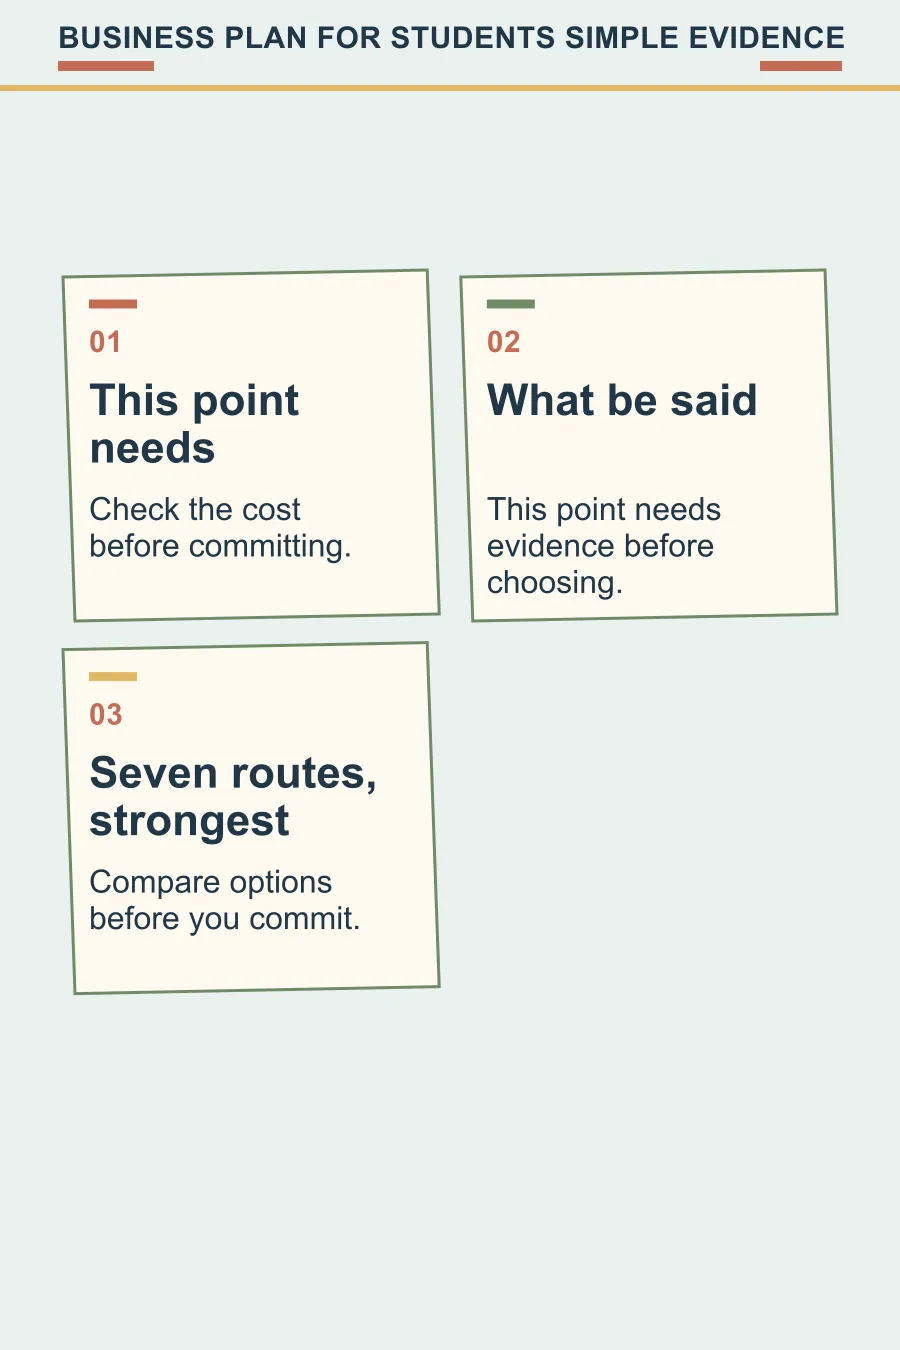 BUSINESS PLAN FOR STUDENTS SIMPLE EVIDENCE
01
This point
needs
Check the cost
before committing.
02
What be said
This point needs
evidence before
choosing.
03
Seven routes,
strongest
Compare options
before you commit.